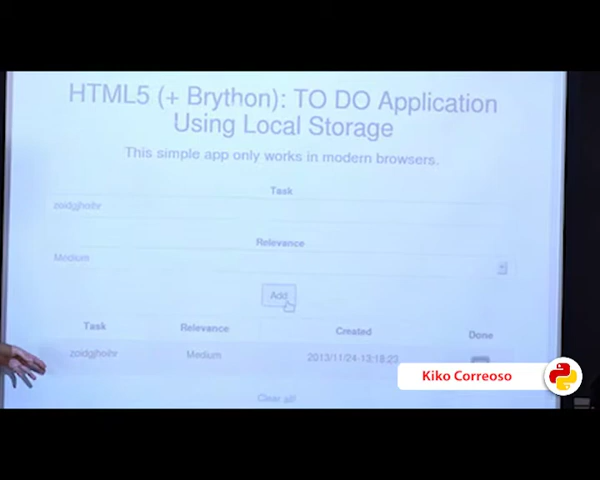 HTML5 (+ Brython): TO DO Application
Using Local Storage
This simple app only works in modern browsers.
Task
zoidgjhoihr
Relevance
Medium
Add
Task Relevance Created Done
zoidgjhoihr Medium 2013/11/24-13:18:23
Kiko Correoso
Clear all!